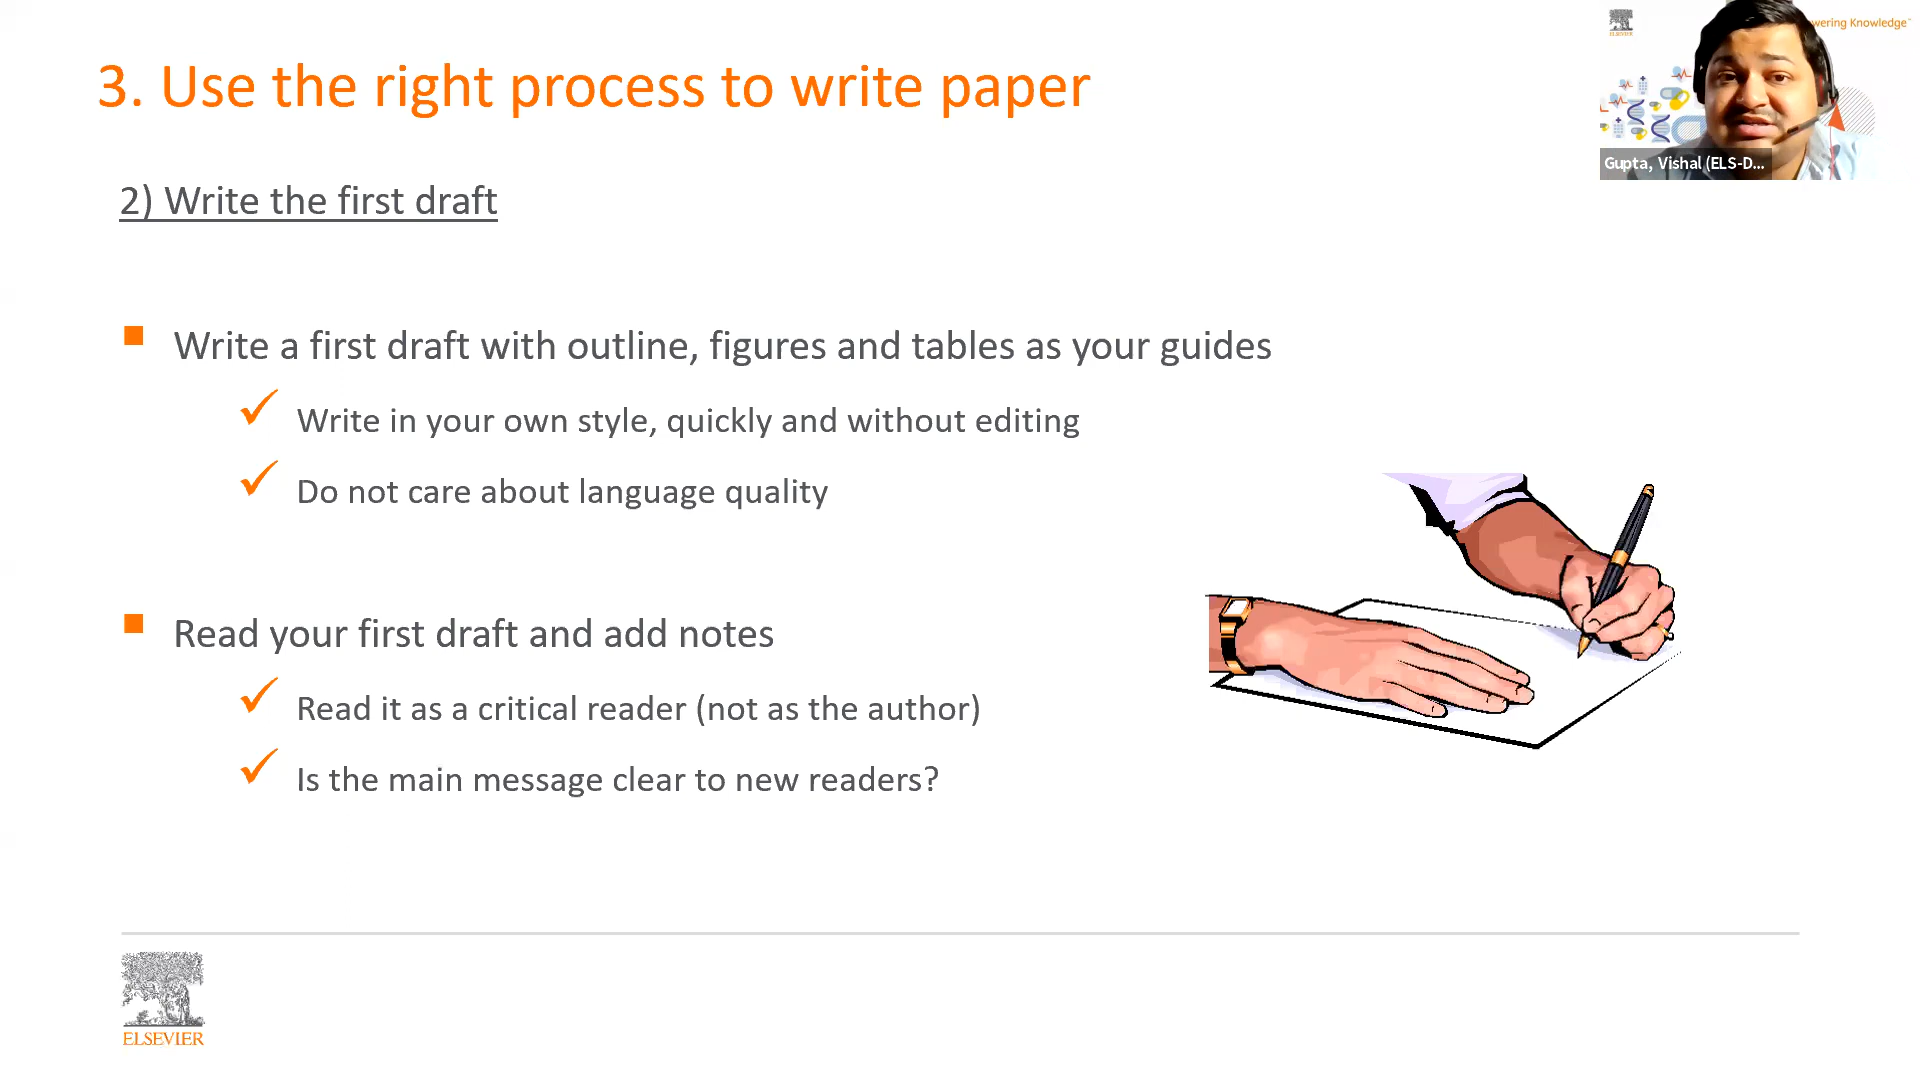 3. Use the right process to write paper
ELSEVIER
wering Knowledge™
Gupta, Vishal (ELS-D...
2) Write the first draft
Write a first draft with outline, figures and tables as your guides
Write in your own style, quickly and without editing
Do not care about language quality
Read your first draft and add notes
Read it as a critical reader (not as the author)
Is the main message clear to new readers?
ELSEVIER